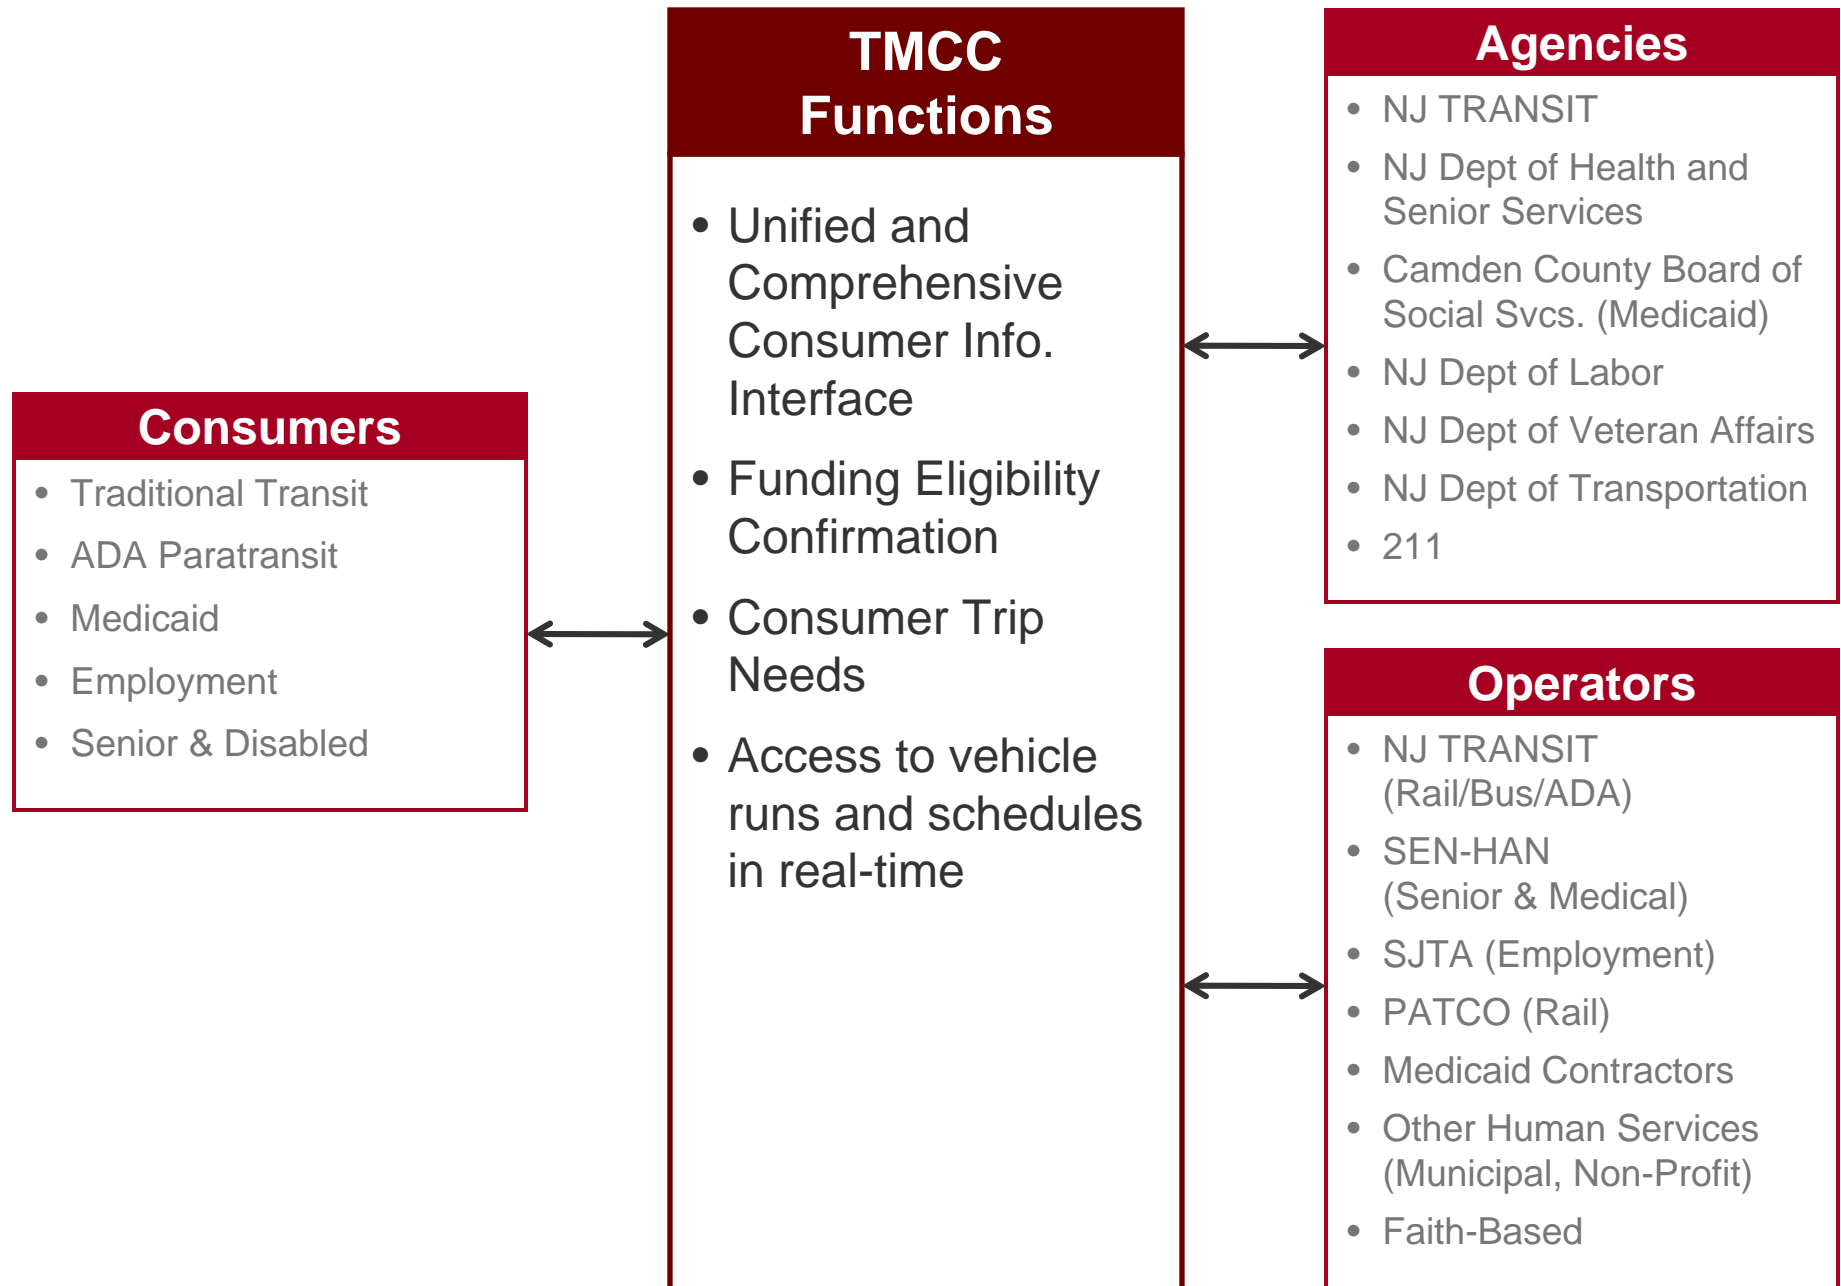 Consumers
• Traditional Transit
• ADA Paratransit
• Medicaid
• Employment
• Senior & Disabled
TMCC
Functions
• Unified and
Comprehensive
Consumer Info.
Interface
• Funding Eligibility
Confirmation
• Consumer Trip
Needs
• Access to vehicle
runs and schedules
in real-time
Agencies
• NJ TRANSIT
• NJ Dept of Health and
Senior Services
• Camden County Board of
Social Svcs. (Medicaid)
• NJ Dept of Labor
• NJ Dept of Veteran Affairs
• NJ Dept of Transportation
• 211
Operators
• NJ TRANSIT
(Rail/Bus/ADA)
• SEN-HAN
(Senior & Medical)
• SJTA (Employment)
• PATCO (Rail)
• Medicaid Contractors
• Other Human Services
(Municipal, Non-Profit)
• Faith-Based